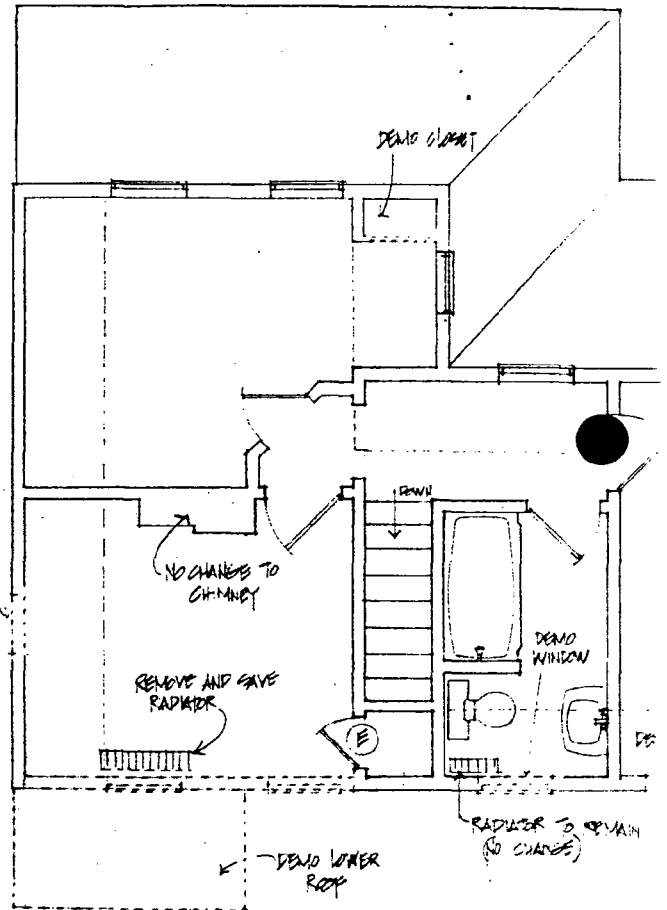 DEMO CLOSET
DOWN
NO CHANGE TO
CHIMNEY
DEMO
WINDOW
REMOVE AND SAVE
RADIATOR
E
DE
RADIATOR TO REMAIN
(NO CHANGE)
DEMO LOWER
ROOF